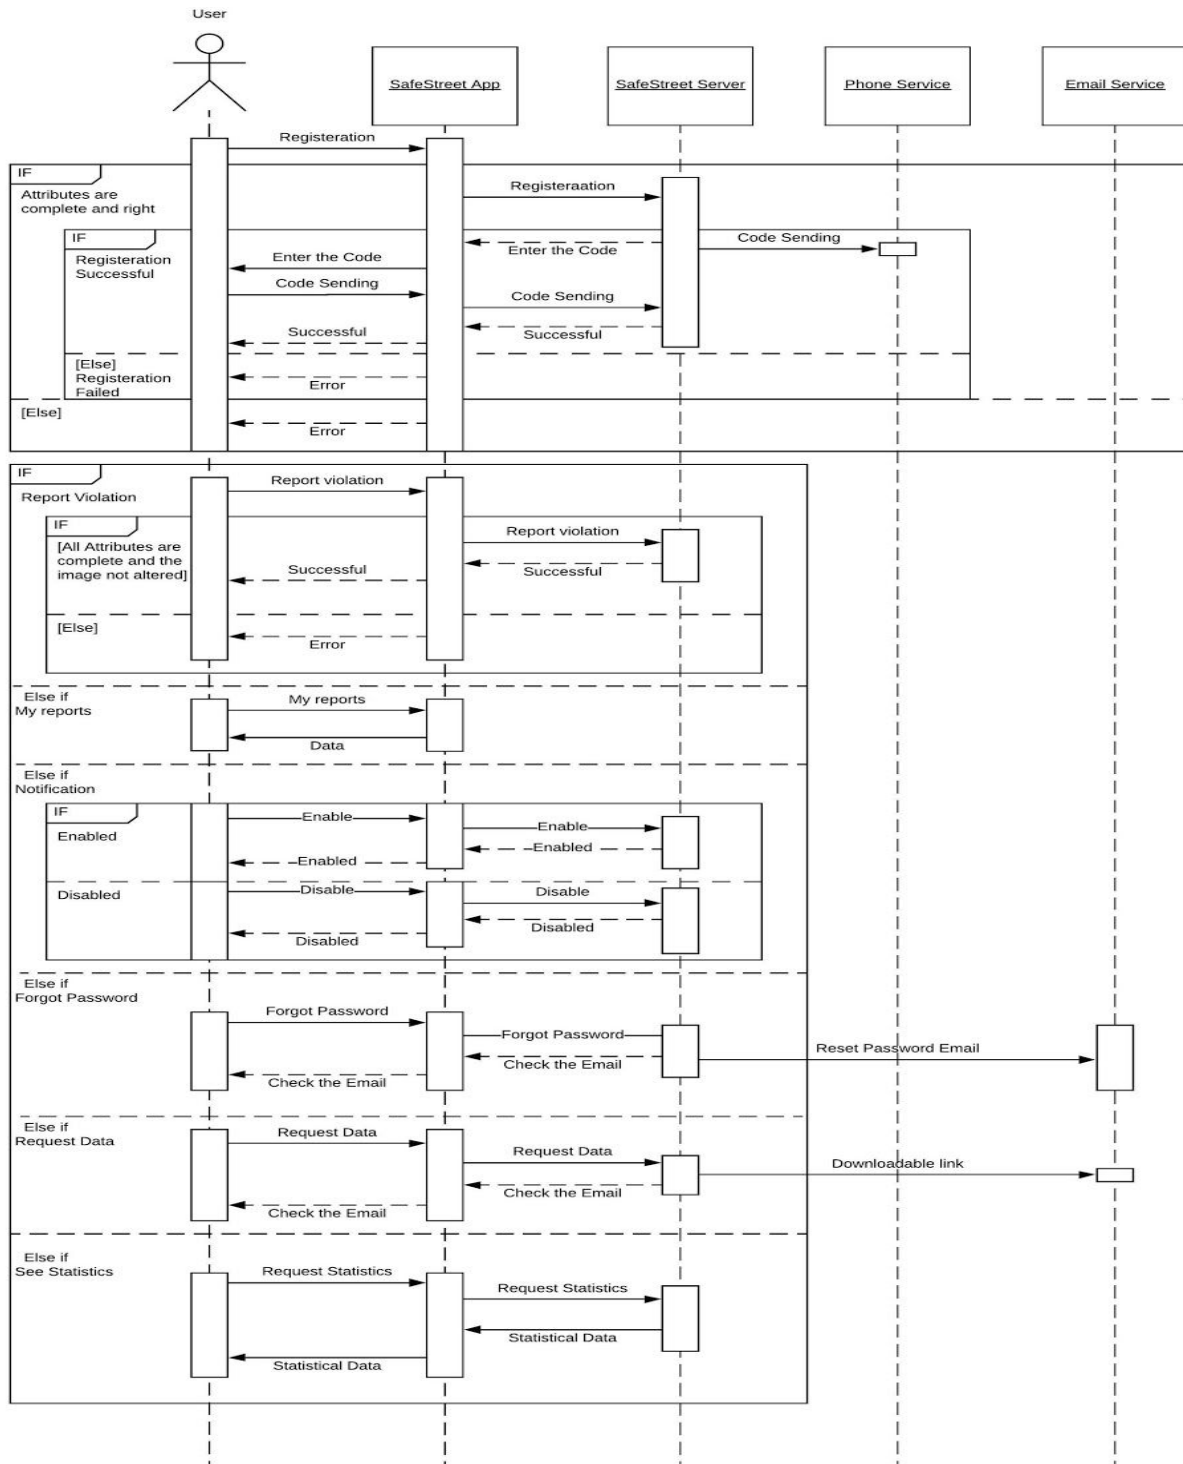 User
SafeStreet App
SafeStreet Server
Phone Service
Email Service
Registeration
IF
Attributes are
complete and right
Registeraation
IF
Registeration
Successful
Enter the Code
Code Sending
Enter the Code
Code Sending
Code Sending
Successful
Successful
[Else]
Registeration
Failed
Error
[Else]
Error
IF
Report Violation
Report violation
IF
[All Attributes are
complete and the
image not altered]
Report violation
Successful
Successful
[Else]
Error
Else if
My reports
My reports
Data
Else if
Notification
IF
Enabled
Enable
Enable
Enabled
Enabled
Disabled
Disable
Disable
Disabled
Disabled
Else if
Forgot Password
Forgot Password
Forgot Password
Reset Password Email
Check the Email
Check the Email
Else if
Request Data
Request Data
Request Data
Downloadable link
Check the Email
Check the Email
Else if
See Statistics
Request Statistics
Request Statistics
Statistical Data
Statistical Data